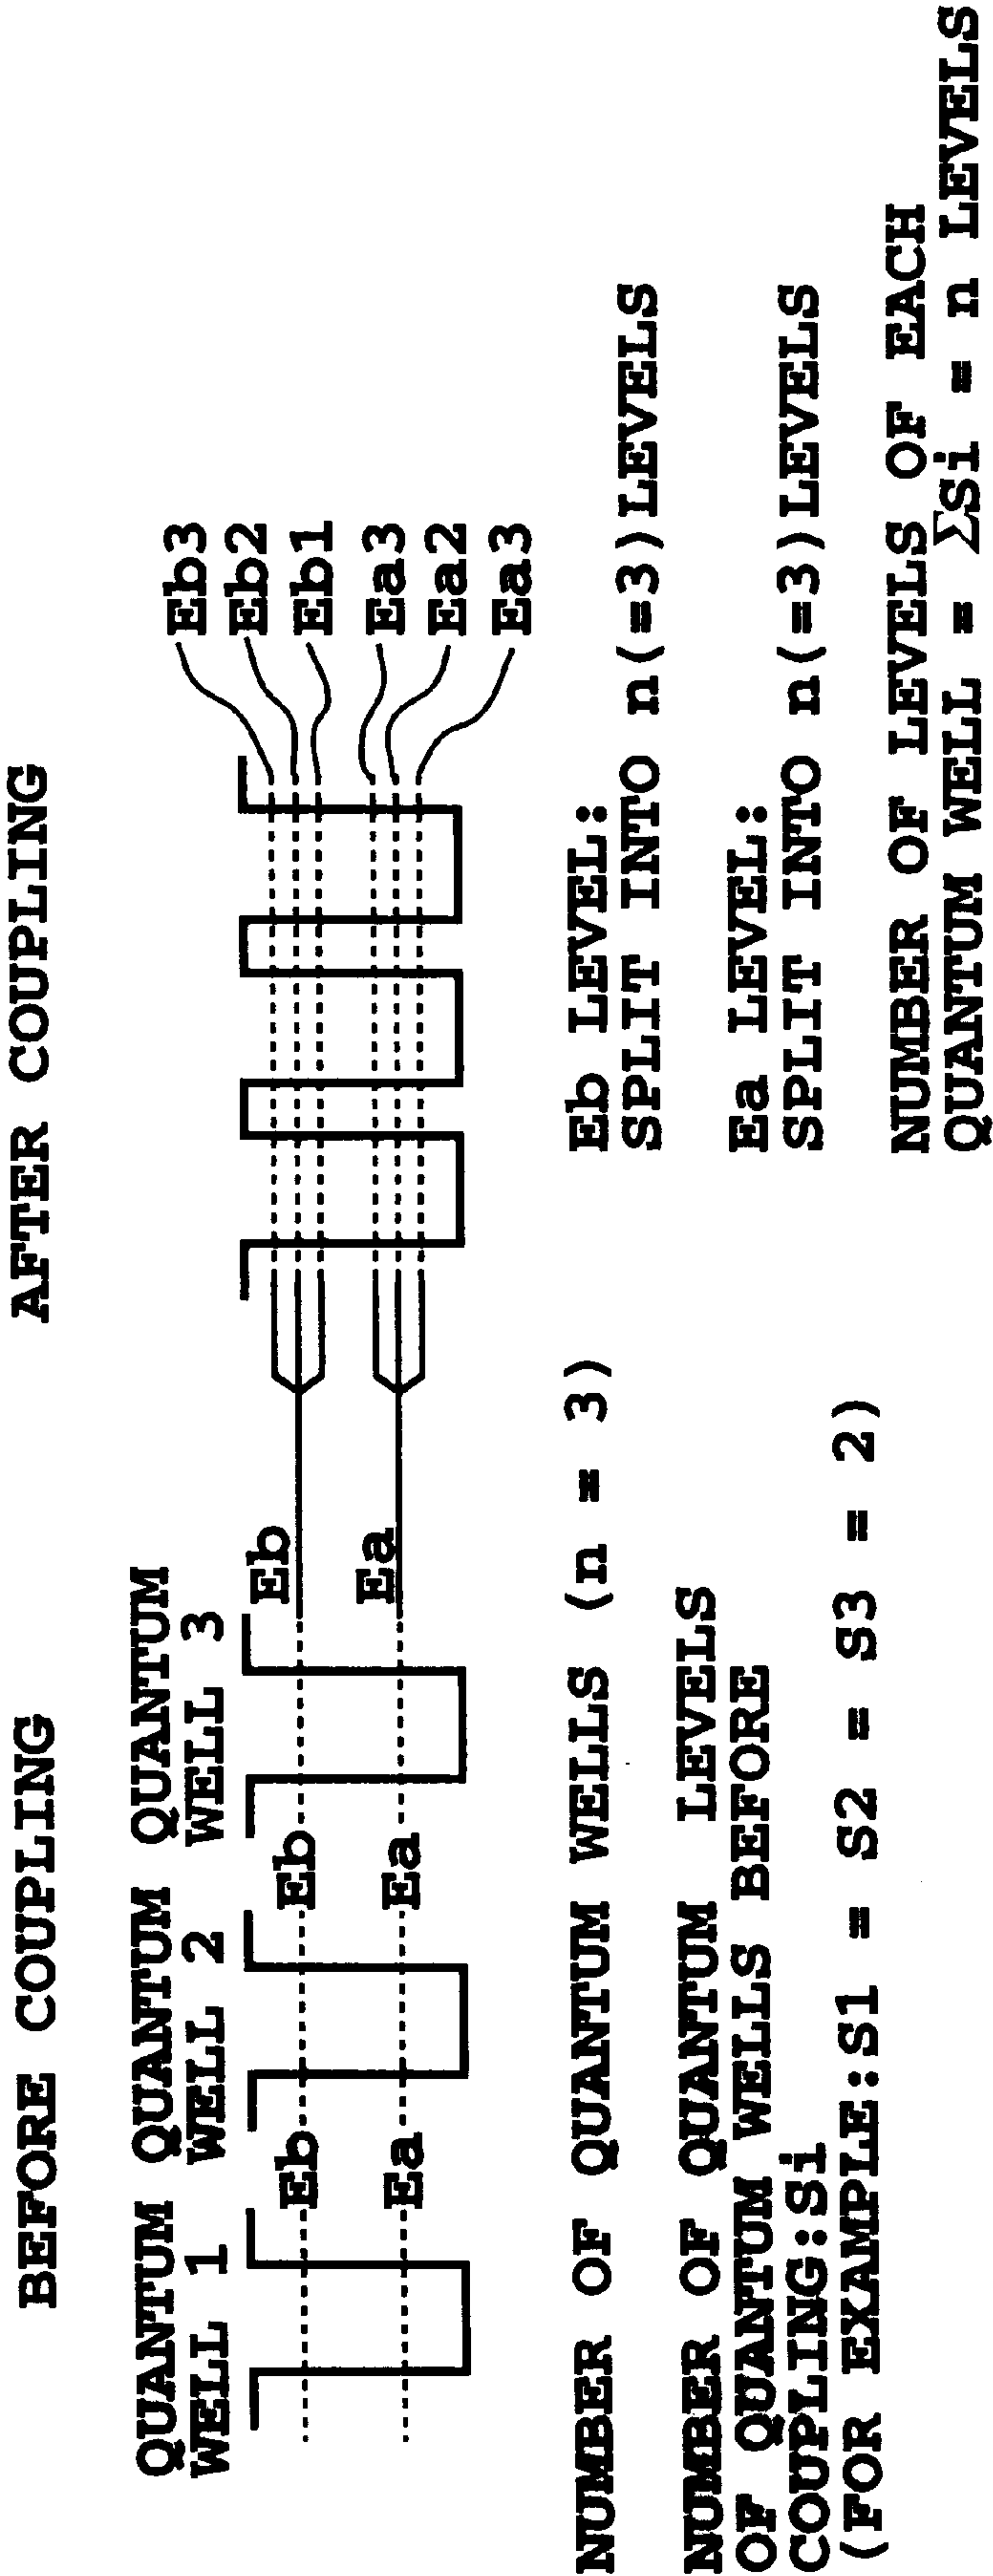 BEFORE COUPLING
QUANTUM
WELL 1
QUANTUM
WELL 2
QUANTUM
WELL 3
Eb
Ea
Eb
Ea
Eb
Ea
NUMBER OF QUANTUM WELLS (n = 3)
NUMBER OF QUANTUM LEVELS
OF QUANTUM WELLS BEFORE
COUPLING:Si
(FOR EXAMPLE:S1 = S2 = S3 = 2)
AFTER COUPLING
Eb3
Eb2
Eb1
Ea3
Ea2
Ea3
Eb LEVEL:
SPLIT INTO n(=3)LEVELS
Ea LEVEL:
SPLIT INTO n(=3)LEVELS
NUMBER OF LEVELS OF EACH
QUANTUM WELL = ΣSi = n LEVELS